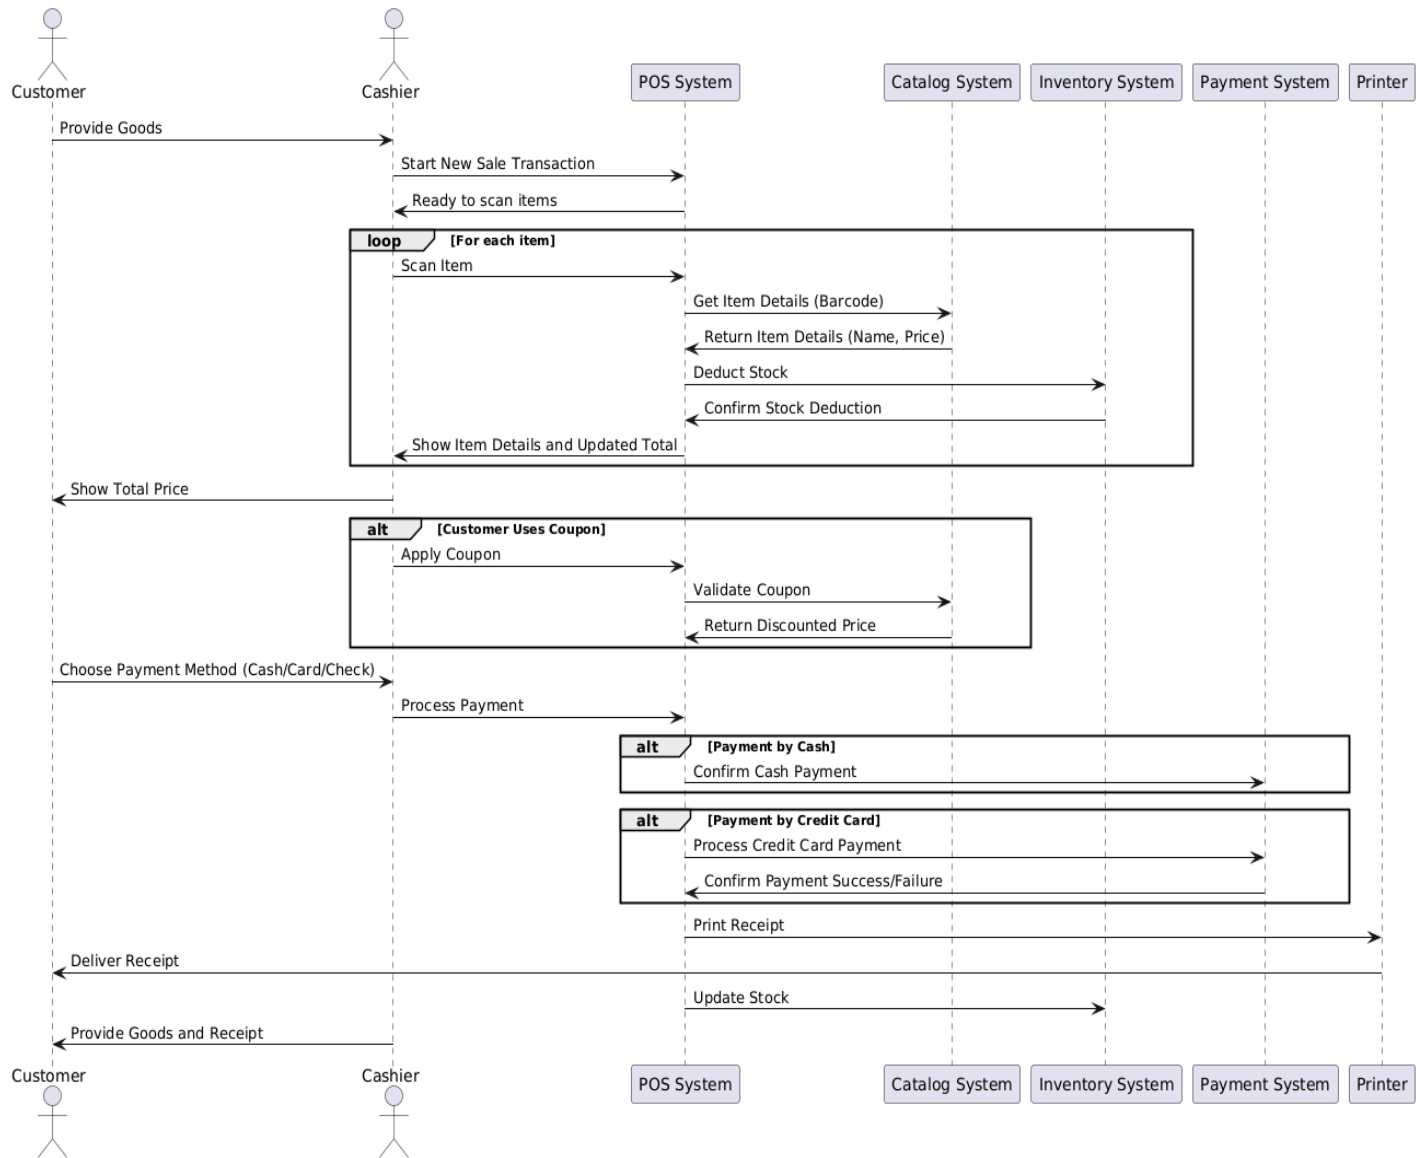 Customer
Cashier
POS System
Catalog System
Inventory System
Payment System
Printer
Provide Goods
Start New Sale Transaction
Ready to scan items
loop [For each item]
Scan Item
Get Item Details (Barcode)
Return Item Details (Name, Price)
Deduct Stock
Confirm Stock Deduction
Show Item Details and Updated Total
Show Total Price
alt [Customer Uses Coupon]
Apply Coupon
Validate Coupon
Return Discounted Price
Choose Payment Method (Cash/Card/Check)
Process Payment
alt [Payment by Cash]
Confirm Cash Payment
alt [Payment by Credit Card]
Process Credit Card Payment
Confirm Payment Success/Failure
Print Receipt
Deliver Receipt
Update Stock
Provide Goods and Receipt
Customer
Cashier
POS System
Catalog System
Inventory System
Payment System
Printer